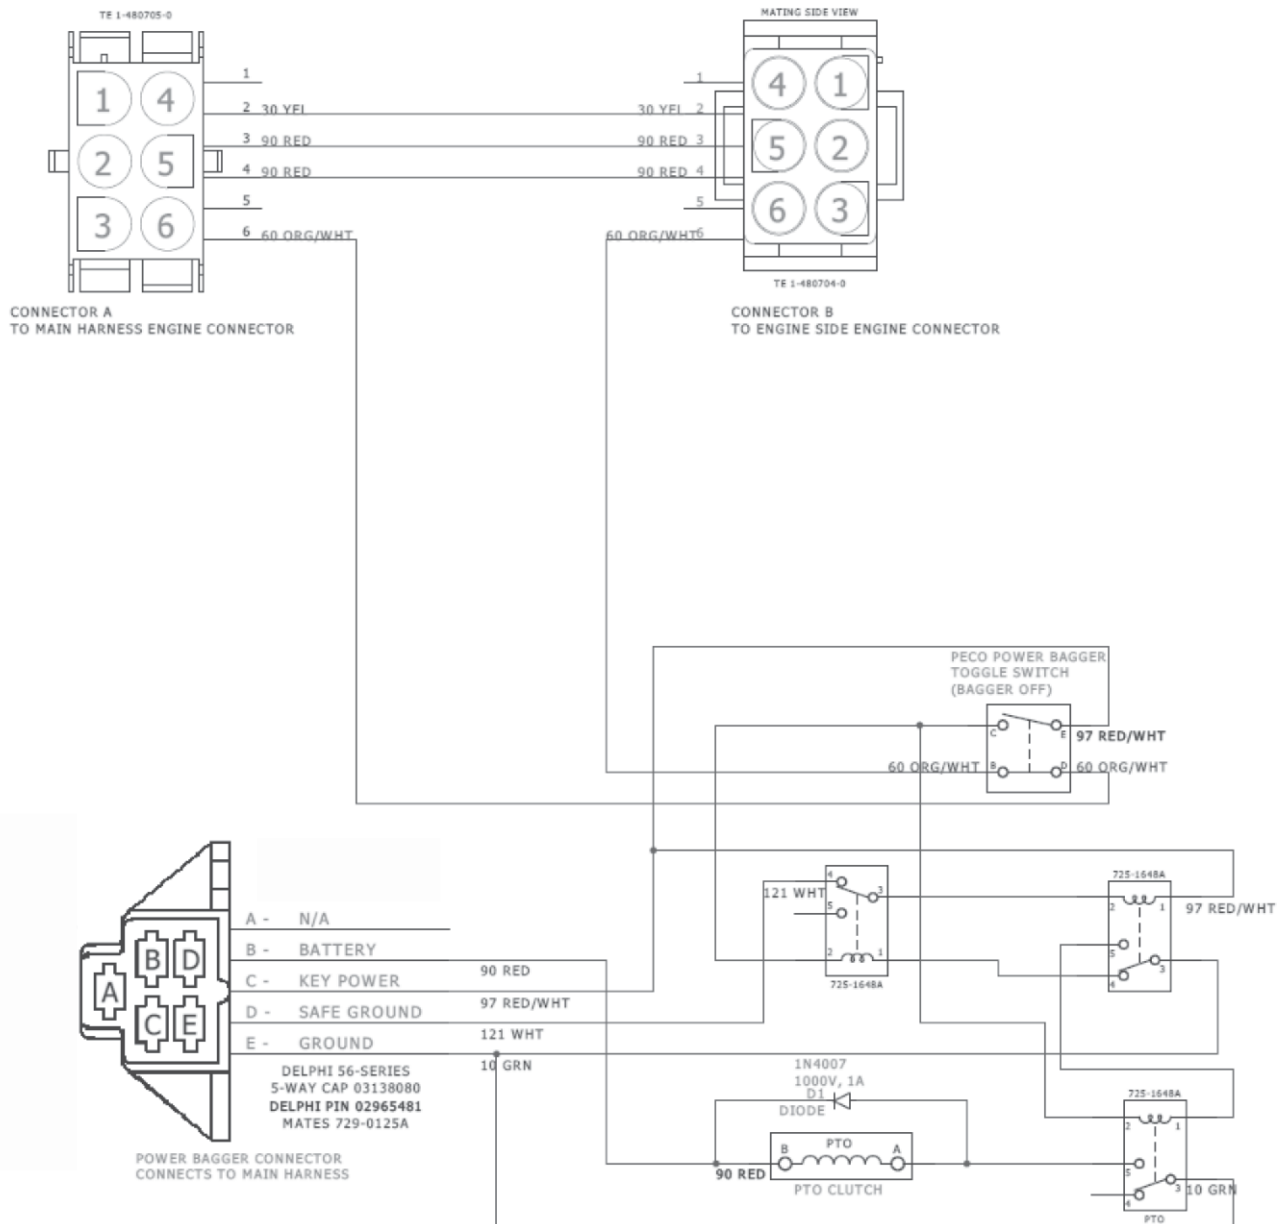 TE 1-480705-0
1 4
2 5
3 6
1
2 30 YEL
3 90 RED
4 90 RED
5
6 60 ORG/WHT
CONNECTOR A
TO MAIN HARNESS ENGINE CONNECTOR
MATING SIDE VIEW
1
30 YEL 2
90 RED 3
90 RED 4
5
60 ORG/WHT 6
4 1
5 2
6 3
TE 1-480704-0
CONNECTOR B
TO ENGINE SIDE ENGINE CONNECTOR
PECO POWER BAGGER
TOGGLE SWITCH
(BAGGER OFF)
C E
97 RED/WHT
60 ORG/WHT B D 60 ORG/WHT
A
B D
C E
A - N/A
B - BATTERY
90 RED
C - KEY POWER
97 RED/WHT
D - SAFE GROUND
121 WHT
E - GROUND
10 GRN
DELPHI 56-SERIES
5-WAY CAP 03138080
DELPHI PIN 02965481
MATES 729-0125A
POWER BAGGER CONNECTOR
CONNECTS TO MAIN HARNESS
121 WHT
4 3
5
2 1
725-1648A
725-1648A
2 1
97 RED/WHT
5
3
4
1N4007
1000V, 1A
D1
DIODE
B PTO A
90 RED
PTO CLUTCH
725-1648A
2 1
5
3 10 GRN
4
PTO